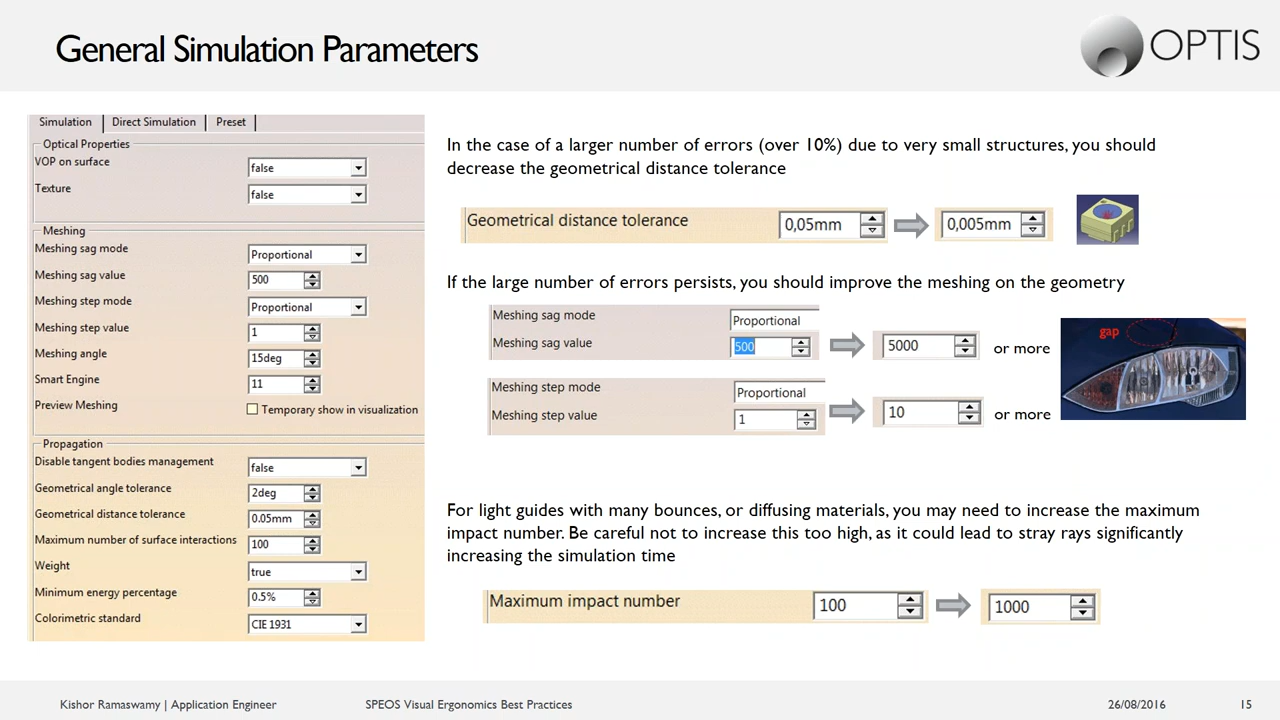 General Simulation Parameters
OPTIS
Simulation
Direct Simulation
Preset
Optical Properties
VOP on surface
false
Texture
false
Meshing
Meshing sag mode
Proportional
Meshing sag value
500
Meshing step mode
Proportional
Meshing step value
1
Meshing angle
15deg
Smart Engine
11
Preview Meshing
Temporary show in visualization
Propagation
Disable tangent bodies management
false
Geometrical angle tolerance
2deg
Geometrical distance tolerance
0.05mm
Maximum number of surface interactions
100
Weight
true
Minimum energy percentage
0.5%
Colorimetric standard
CIE 1931
In the case of a larger number of errors (over 10%) due to very small structures, you should
decrease the geometrical distance tolerance
Geometrical distance tolerance
0,05mm
0,005mm
If the large number of errors persists, you should improve the meshing on the geometry
Meshing sag mode
Proportional
Meshing sag value
500
5000
or more
Meshing step mode
Proportional
Meshing step value
1
10
or more
gap
For light guides with many bounces, or diffusing materials, you may need to increase the maximum
impact number. Be careful not to increase this too high, as it could lead to stray rays significantly
increasing the simulation time
Maximum impact number
100
1000
Kishor Ramaswamy | Application Engineer
SPEOS Visual Ergonomics Best Practices
26/08/2016
15